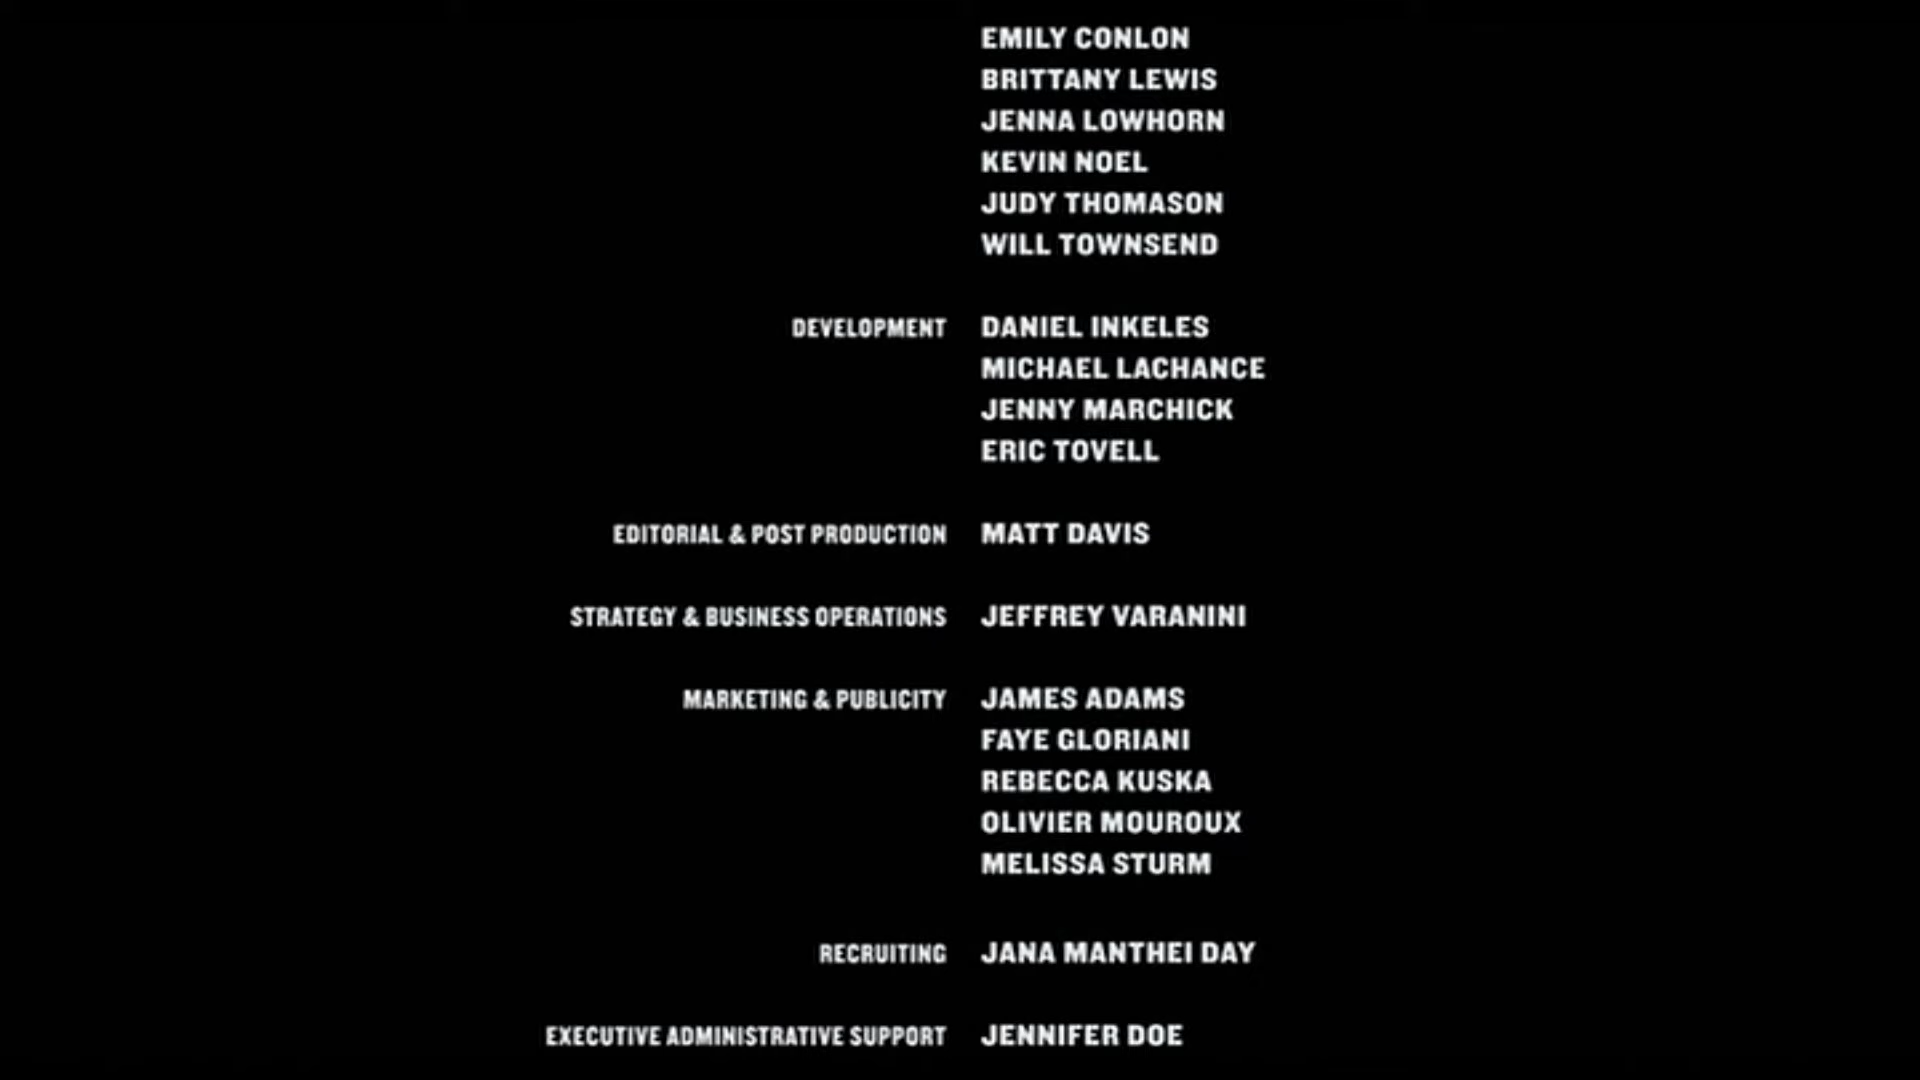 EMILY CONLON
BRITTANY LEWIS
JENNA LOWHORN
KEVIN NOEL
JUDY THOMASON
WILL TOWNSEND
DEVELOPMENT DANIEL INKELES
MICHAEL LACHANCE
JENNY MARCHICK
ERIC TOVELL
EDITORIAL & POST PRODUCTION MATT DAVIS
STRATEGY & BUSINESS OPERATIONS JEFFREY VARANINI
MARKETING & PUBLICITY JAMES ADAMS
FAYE GLORIANI
REBECCA KUSKA
OLIVIER MOUROUX
MELISSA STURM
RECRUITING JANA MANTHEI DAY
EXECUTIVE ADMINISTRATIVE SUPPORT JENNIFER DOE